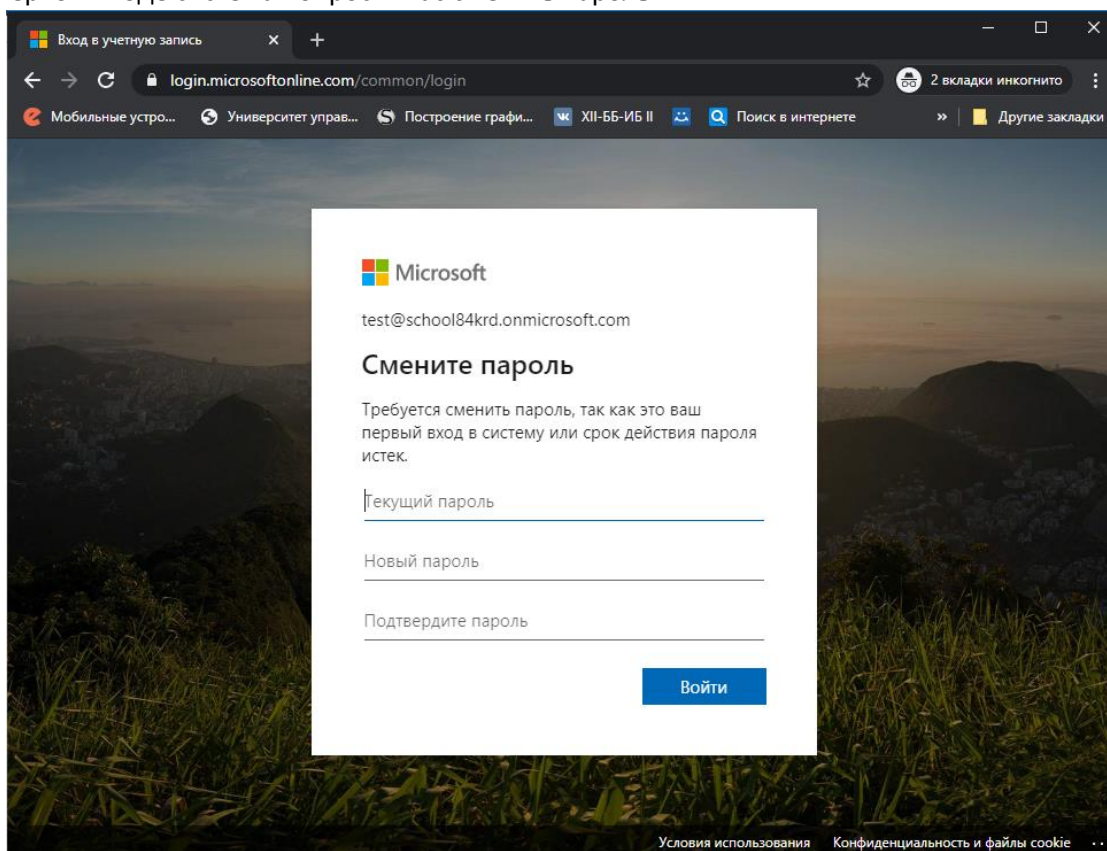 Вход в учетную запись
login.microsoftonline.com/common/login
2 вкладки инкогнито
Мобильные устро... Университет управ... Построение графи... XII-ББ-ИБ II Поиск в интернете » Другие закладки
Microsoft
test@school84krd.onmicrosoft.com
Смените пароль
Требуется сменить пароль, так как это ваш
первый вход в систему или срок действия пароля
истек.
Текущий пароль
Новый пароль
Подтвердите пароль
Войти
Условия использования Конфиденциальность и файлы cookie